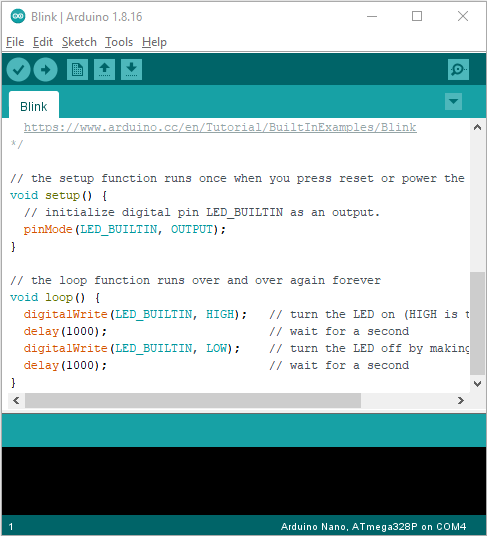 Blink | Arduino 1.8.16
File Edit Sketch Tools Help
Blink
https://www.arduino.cc/en/Tutorial/BuiltInExamples/Blink
*/
// the setup function runs once when you press reset or power the
void setup() {
// initialize digital pin LED_BUILTIN as an output.
pinMode(LED_BUILTIN, OUTPUT);
}
// the loop function runs over and over again forever
void loop() {
digitalWrite(LED_BUILTIN, HIGH);   // turn the LED on (HIGH is t
delay(1000);                       // wait for a second
digitalWrite(LED_BUILTIN, LOW);    // turn the LED off by making
delay(1000);                       // wait for a second
}
1 Arduino Nano, ATmega328P on COM4